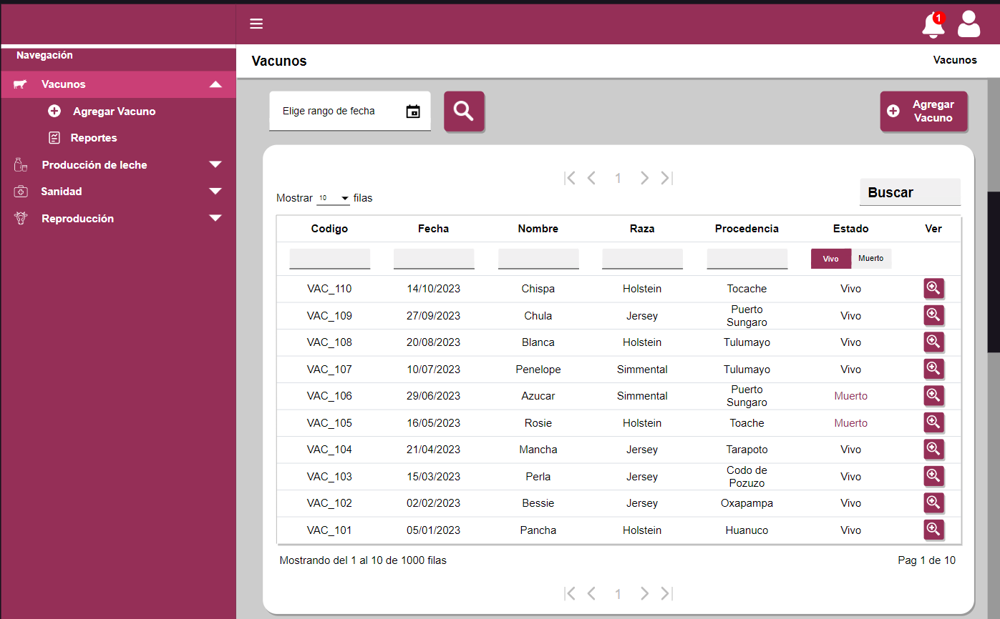 1
Navegación
Vacunos
Vacunos
Vacunos
Agregar Vacuno
Reportes
Producción de leche
Sanidad
Reproducción
Elige rango de fecha
Agregar
Vacuno
1
Mostrar 10 filas
Buscar
Codigo Fecha Nombre Raza Procedencia Estado Ver
Vivo Muerto
VAC_110 14/10/2023 Chispa Holstein Tocache Vivo
VAC_109 27/09/2023 Chula Jersey Puerto Sungaro Vivo
VAC_108 20/08/2023 Blanca Holstein Tulumayo Vivo
VAC_107 10/07/2023 Penelope Simmental Tulumayo Vivo
VAC_106 29/06/2023 Azucar Simmental Puerto Sungaro Muerto
VAC_105 16/05/2023 Rosie Holstein Toache Muerto
VAC_104 21/04/2023 Mancha Jersey Tarapoto Vivo
VAC_103 15/03/2023 Perla Jersey Codo de Pozuzo Vivo
VAC_102 02/02/2023 Bessie Jersey Oxapampa Vivo
VAC_101 05/01/2023 Pancha Holstein Huanuco Vivo
Mostrando del 1 al 10 de 1000 filas
Pag 1 de 10
1